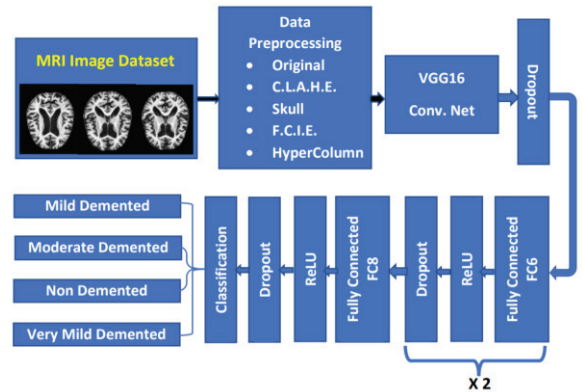 MRI Image Dataset
Data
Preprocessing
• Original
• C.L.A.H.E.
• Skull
• F.C.I.E.
• HyperColumn
VGG16
Conv. Net
Dropout
Fully Connected
FC6
ReLU
Dropout
Fully Connected
FC8
ReLU
Dropout
Classification
Mild Demented
Moderate Demented
Non Demented
Very Mild Demented
X 2